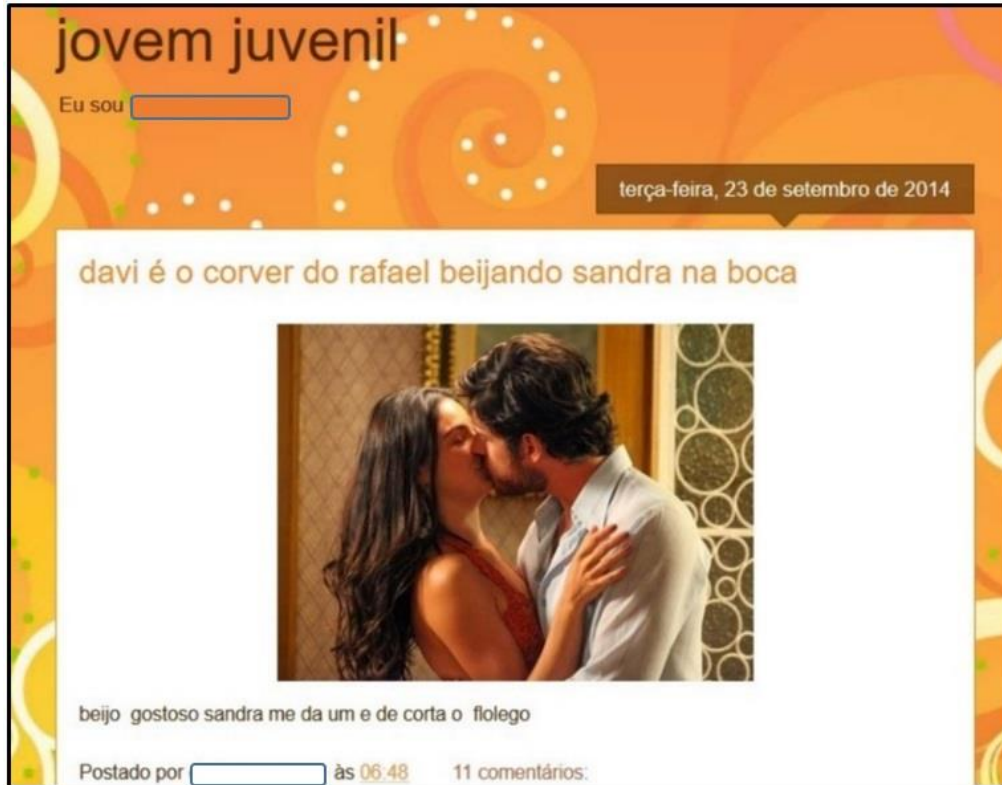 jovem juvenil
Eu sou
terça-feira, 23 de setembro de 2014
davi é o corver do rafael beijando sandra na boca
beijo gostoso sandra me da um e de corta o flolego
Postado por às 06:48 11 comentários: